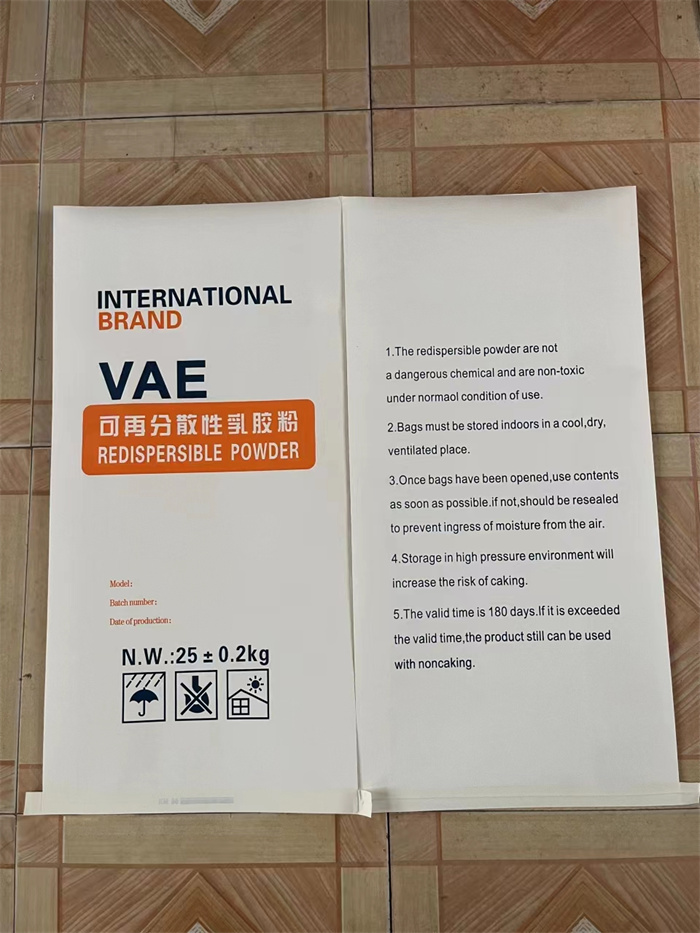 INTERNATIONAL
BRAND
VAE
可再分散性乳胶粉
REDISPERSIBLE POWDER
Model:
Batch number:
Date of production:
N.W.:25±0.2kg
1.The redispersible powder are not
a dangerous chemical and are non-toxic
under normaol condition of use.
2.Bags must be stored indoors in a cool,dry,
ventilated place.
3.Once bags have been opened,use contents
as soon as possible.if not,should be resealed
to prevent ingress of moisture from the air.
4.Storage in high pressure environment will
increase the risk of caking.
5.The valid time is 180 days.If it is exceeded
the valid time,the product still can be used
with noncaking.